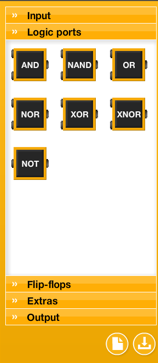 Input
Logic ports
AND NAND OR
NOR XOR XNOR
NOT
Flip-flops
Extras
Output